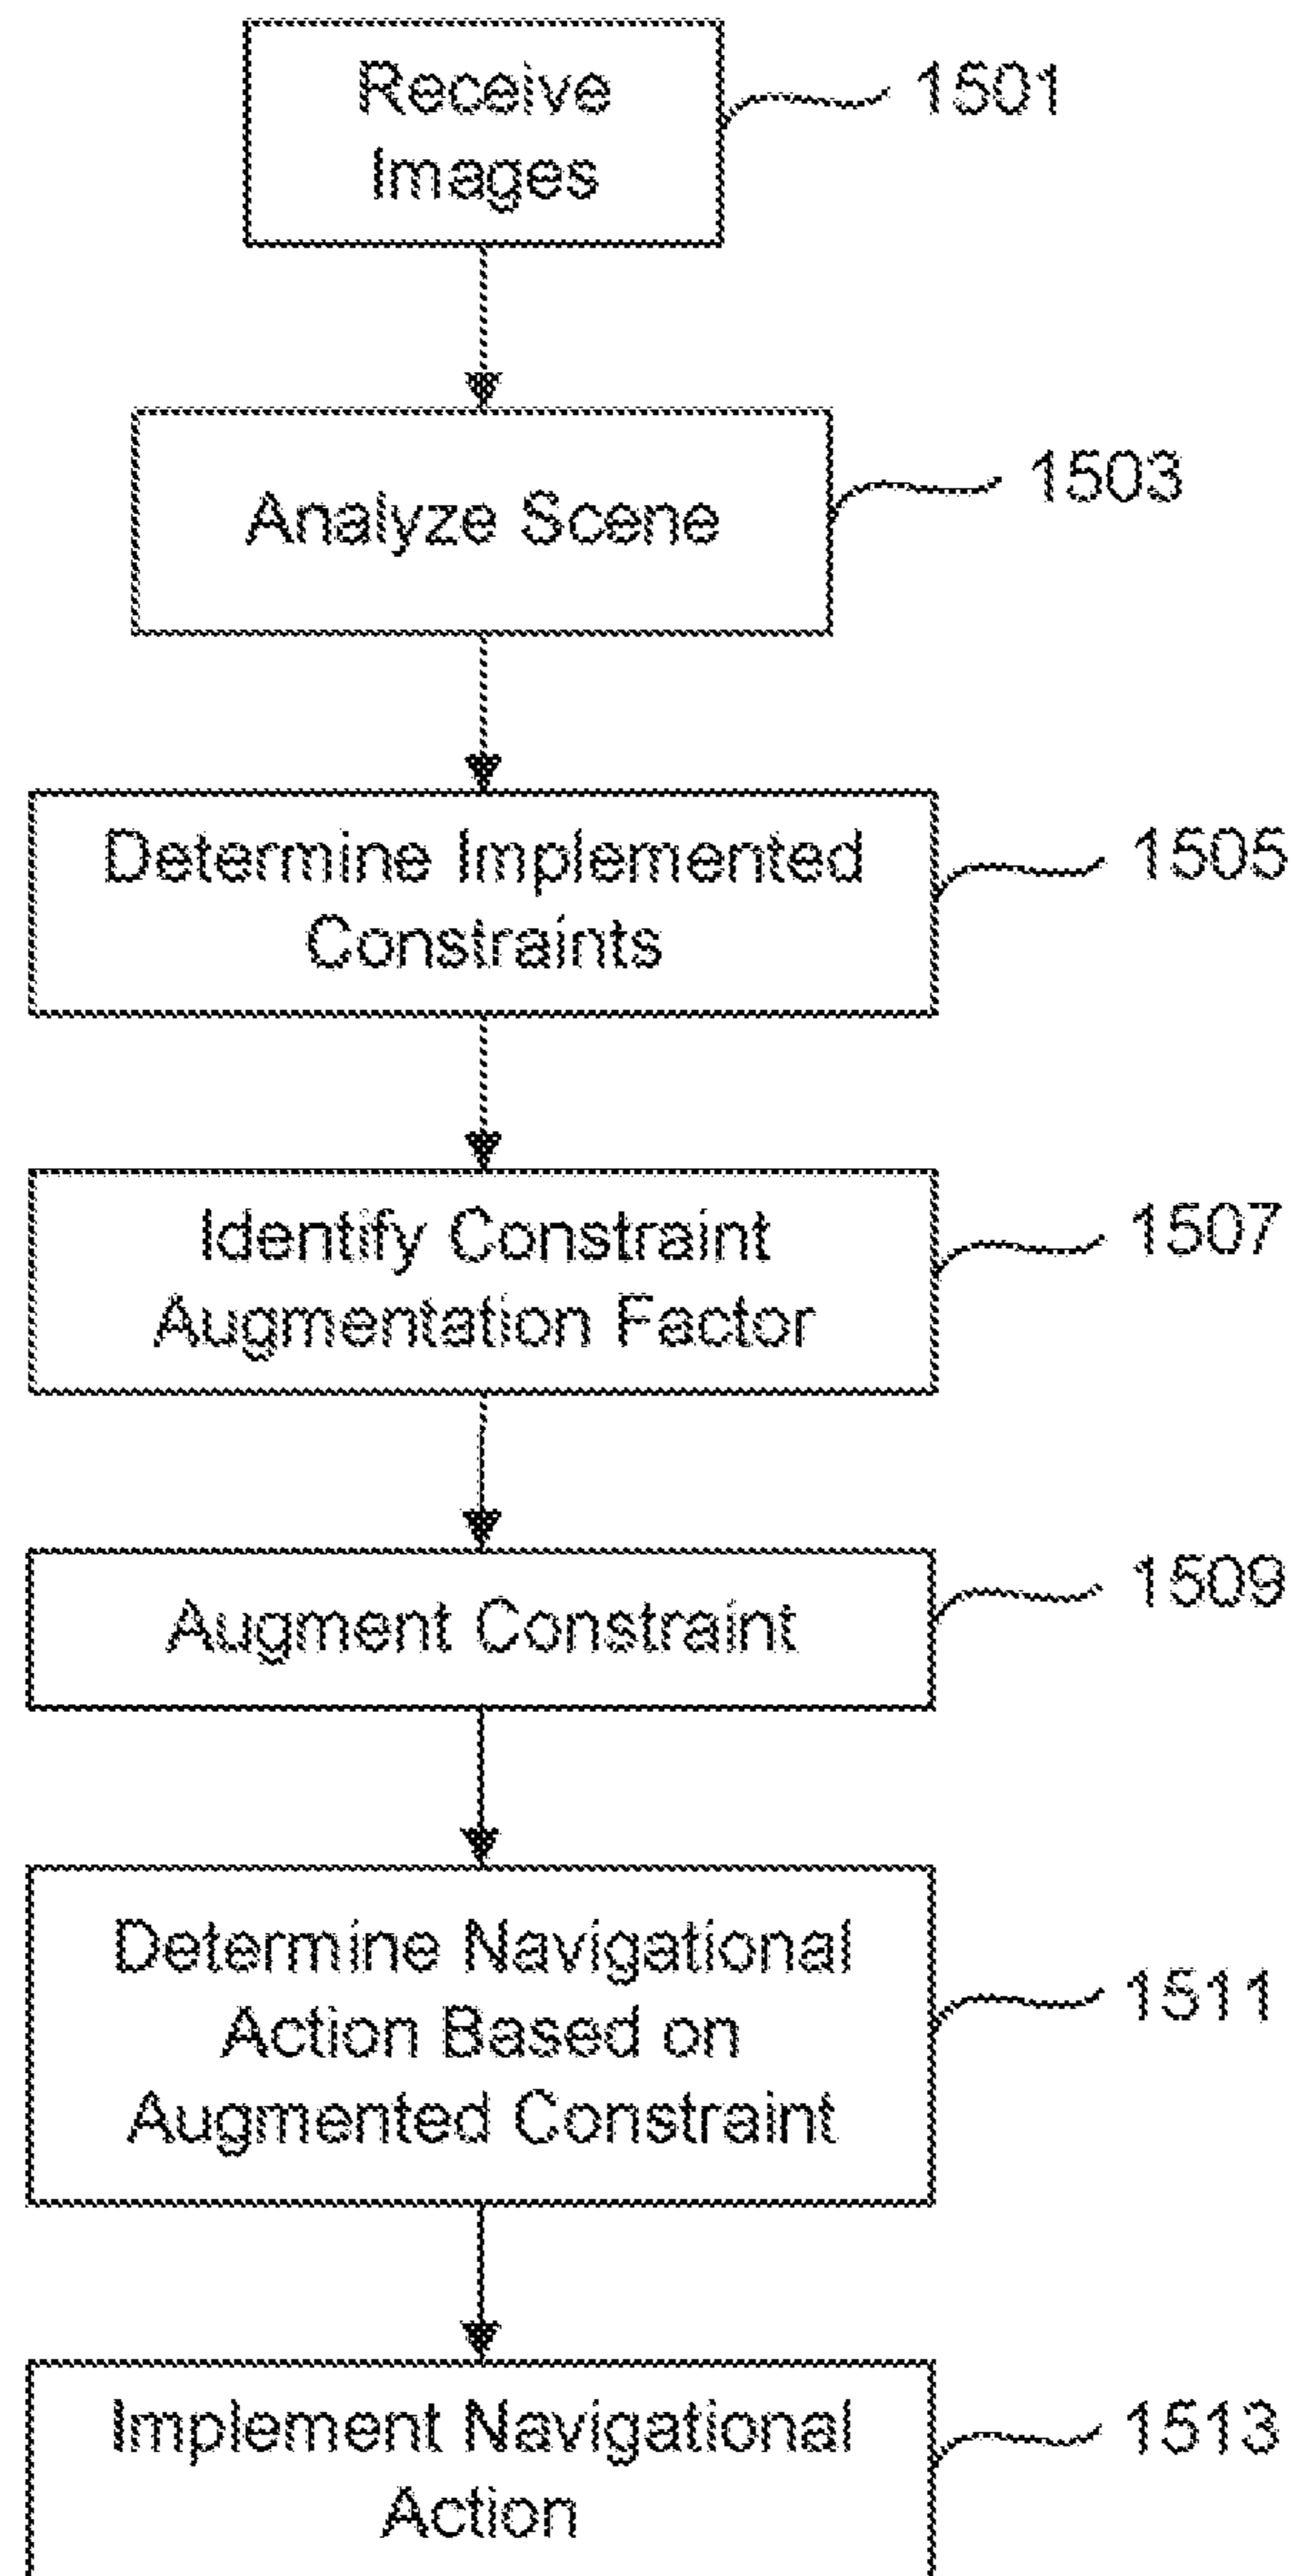 Receive
Images
1501
Analyze Scene
1503
Determine Implemented
Constraints
1505
Identify Constraint
Augmentation Factor
1507
Augment Constraint
1509
Determine Navigational
Action Based on
Augmented Constraint
1511
Implement Navigational
Action
1513